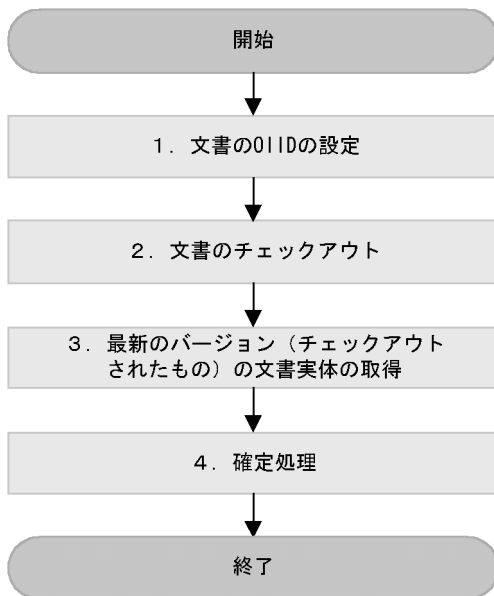 開始
1. 文書のOIIDの設定
2. 文書のチェックアウト
3. 最新のバージョン（チェックアウト
されたもの）の文書実体の取得
4. 確定処理
終了